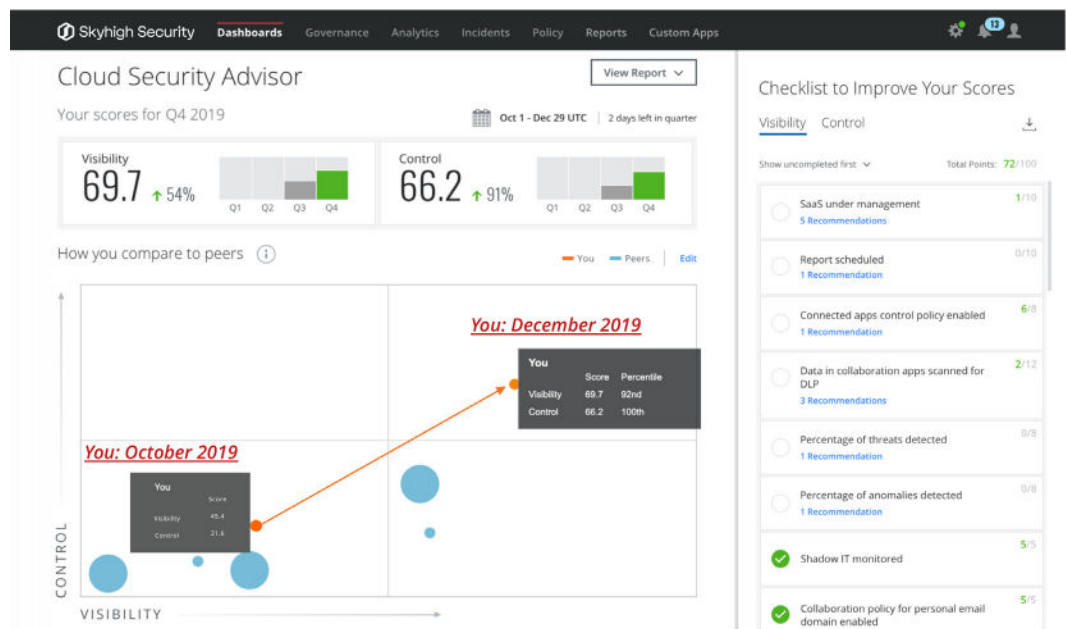 Skyhigh Security Dashboards Governance Analytics Incidents Policy Reports Custom Apps 13
Cloud Security Advisor
View Report
Your scores for Q4 2019
Oct 1 - Dec 29 UTC | 2 days left in quarter
Visibility
69.7 ↑ 54%
Q1 Q2 Q3 Q4
Control
66.2 ↑ 91%
Q1 Q2 Q3 Q4
How you compare to peers
You Peers | Edit
CONTROL
VISIBILITY
You: December 2019
You
Score Percentile
Visibility 69.7 92nd
Control 66.2 100th
You: October 2019
You
Score
Visibility 45.4
Control 21.6
Checklist to Improve Your Scores
Visibility Control
Show uncompleted first Total Points: 72/100
SaaS under management 1/10
5 Recommendations
Report scheduled 0/10
1 Recommendation
Connected apps control policy enabled 6/8
1 Recommendation
Data in collaboration apps scanned for 2/12
DLP
3 Recommendations
Percentage of threats detected 0/8
1 Recommendation
Percentage of anomalies detected 0/8
1 Recommendation
Shadow IT monitored 5/5
Collaboration policy for personal email 5/5
domain enabled